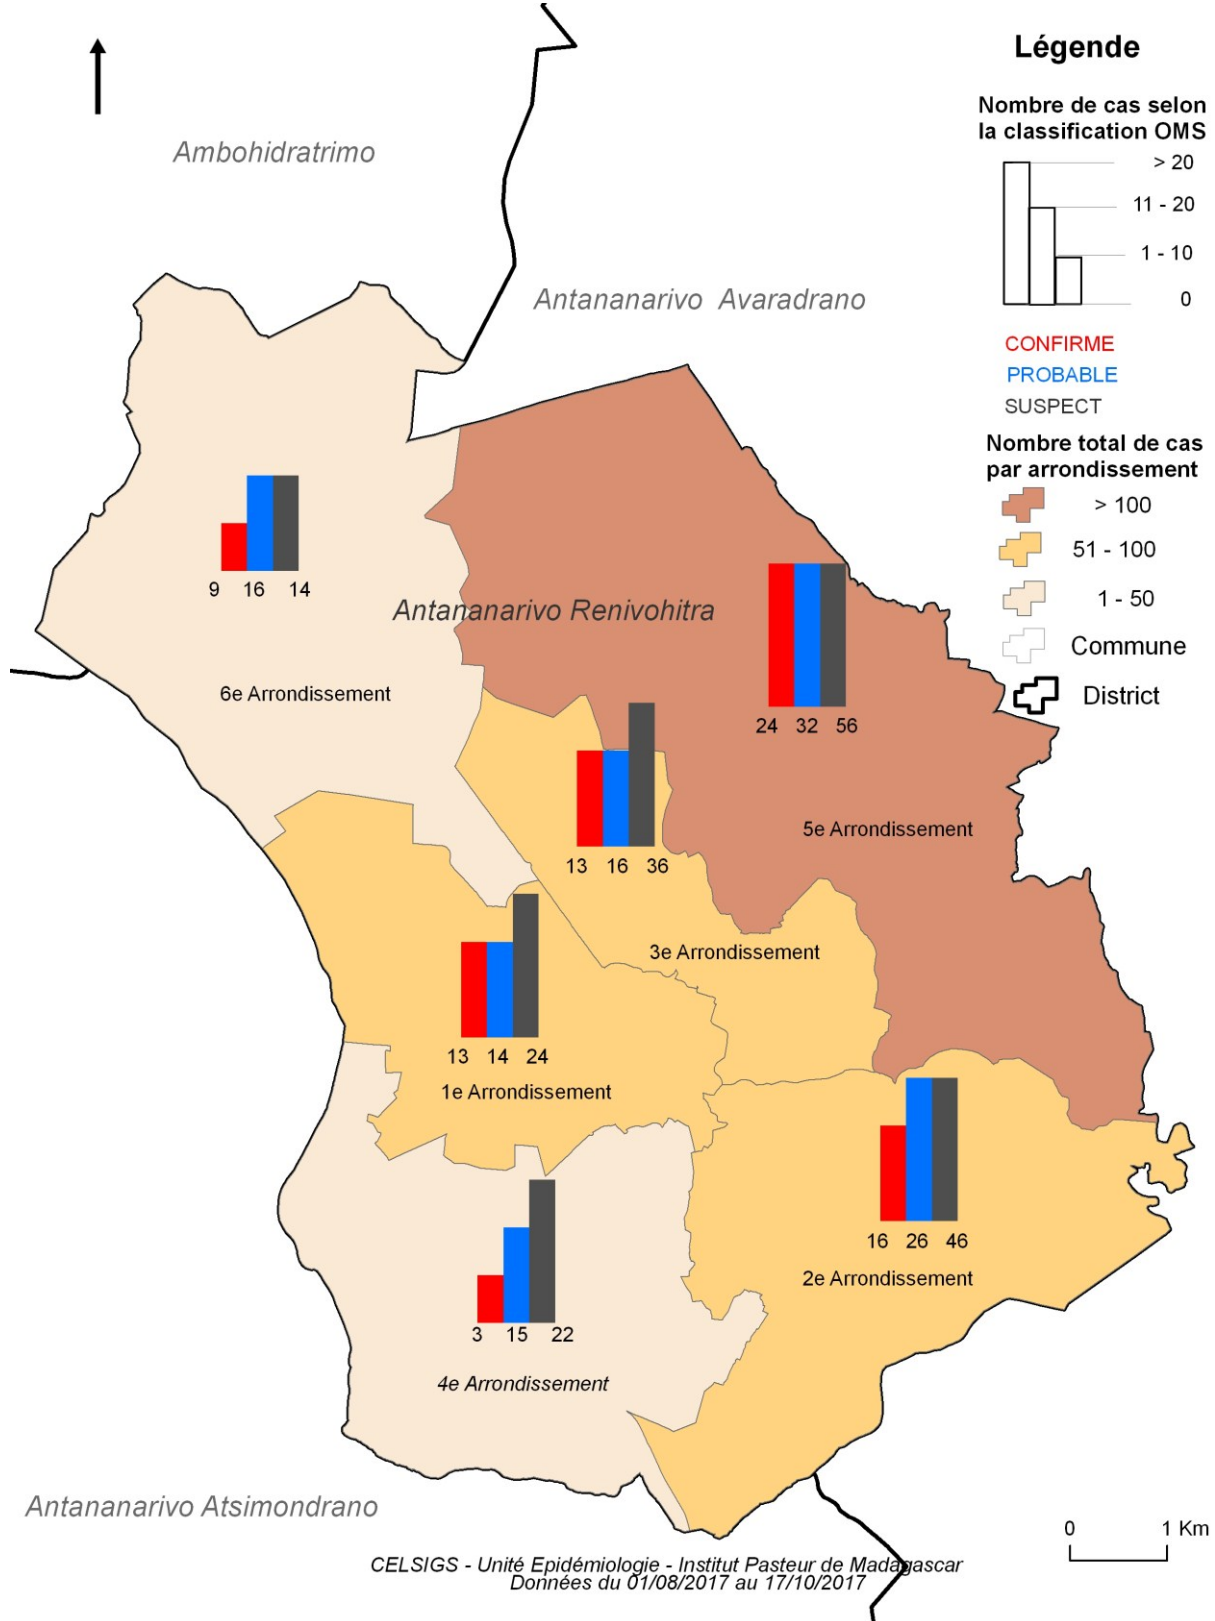 Légende
Nombre de cas selon
la classification OMS
> 20
11 - 20
1 - 10
0
CONFIRME
PROBABLE
SUSPECT
Nombre total de cas
par arrondissement
> 100
51 - 100
1 - 50
Commune
District
Ambohidratrimo
Antananarivo Avaradrano
9 16 14
Antananarivo Renivohitra
6e Arrondissement
24 32 56
5e Arrondissement
13 16 36
3e Arrondissement
13 14 24
1e Arrondissement
16 26 46
2e Arrondissement
3 15 22
4e Arrondissement
Antananarivo Atsimondrano
0 1 Km
CELSIGS - Unité Epidémiologie - Institut Pasteur de Madagascar
Données du 01/08/2017 au 17/10/2017